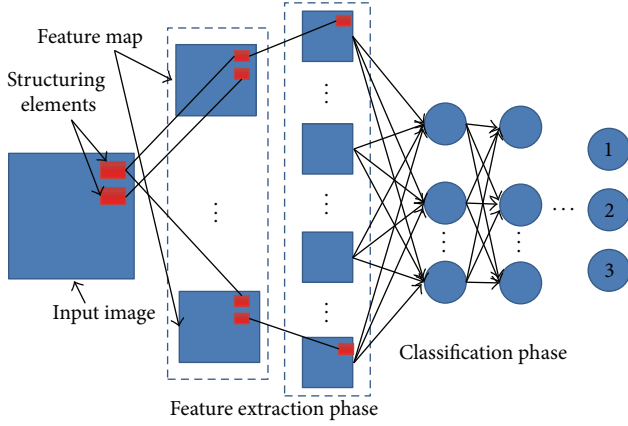 Feature map
Structuring
elements
Input image
Feature extraction phase
Classification phase
1
2
3